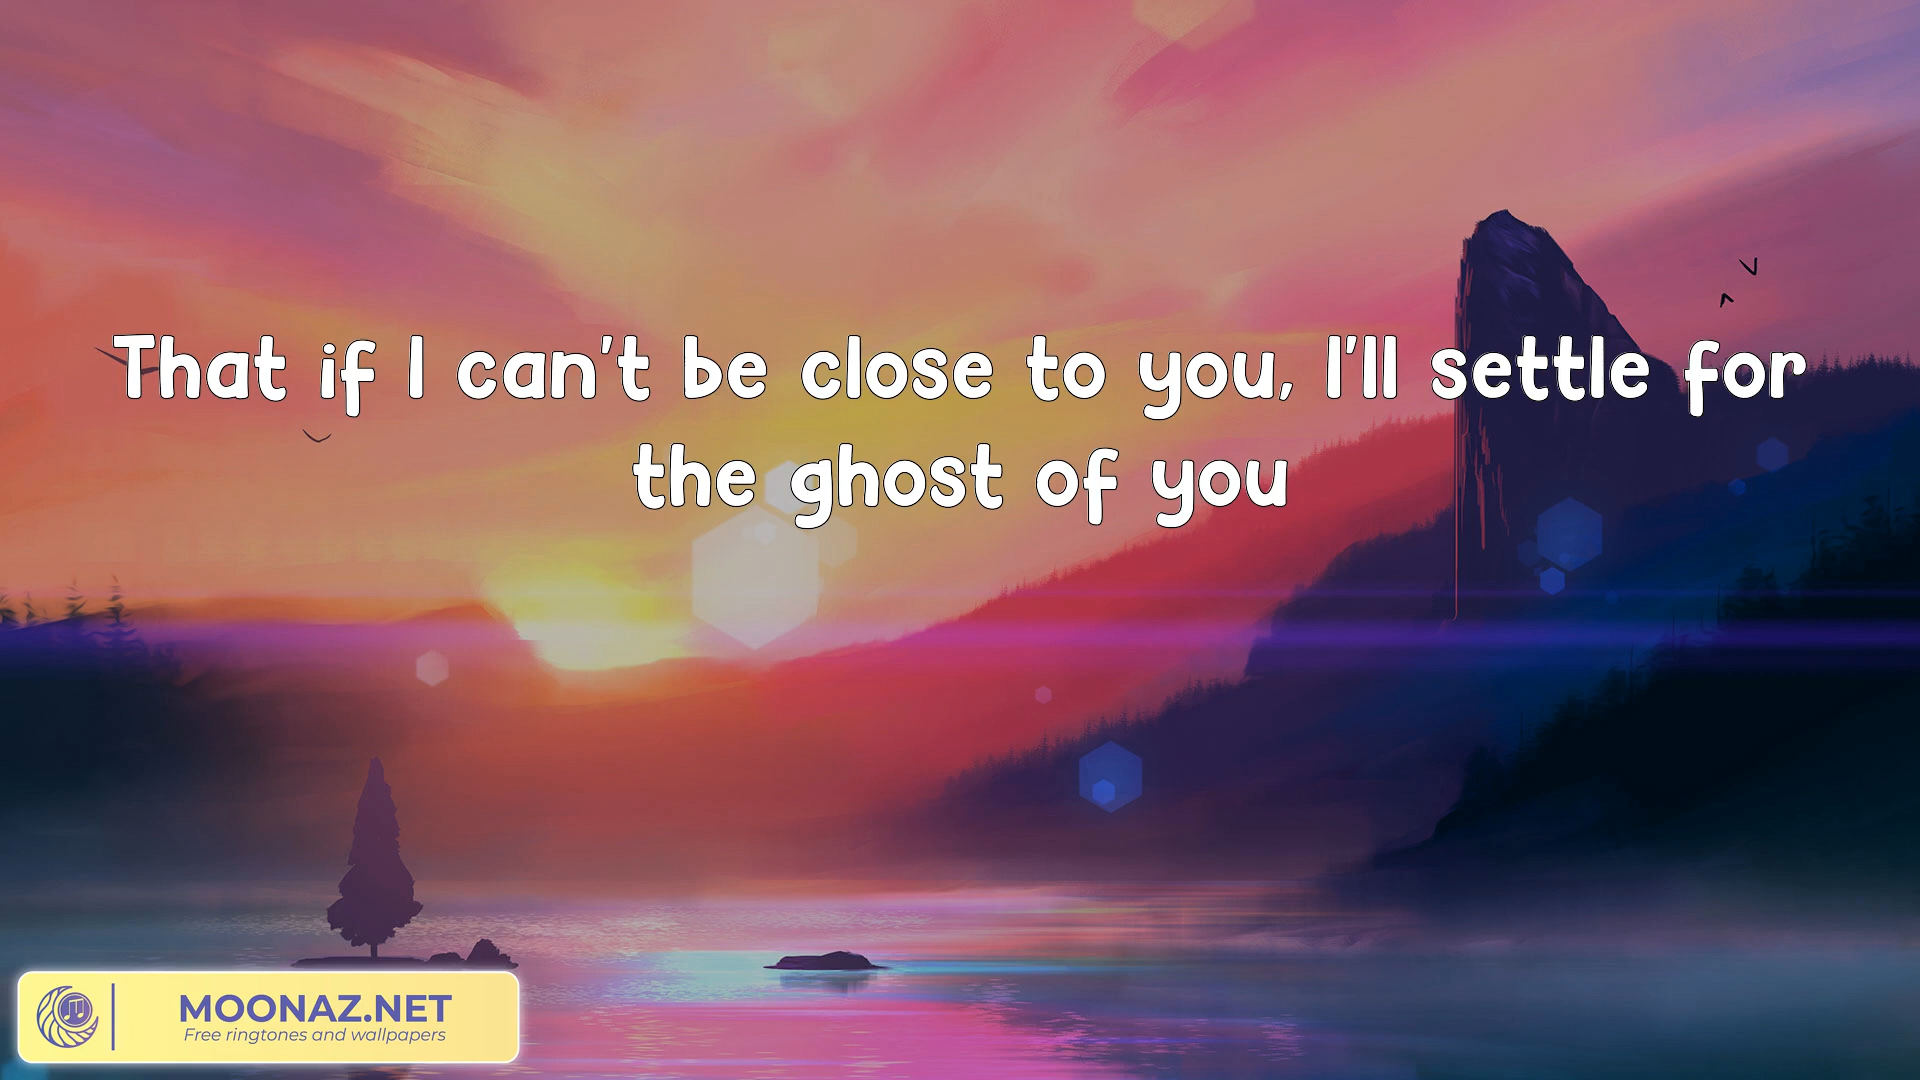 That if I can't be close to you, I'll settle for
the ghost of you
MOONAZ.NET
Free ringtones and wallpapers